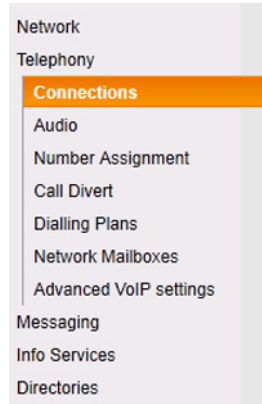 Network
Telephony
Connections
Audio
Number Assignment
Call Divert
Dialling Plans
Network Mailboxes
Advanced VoIP settings
Messaging
Info Services
Directories